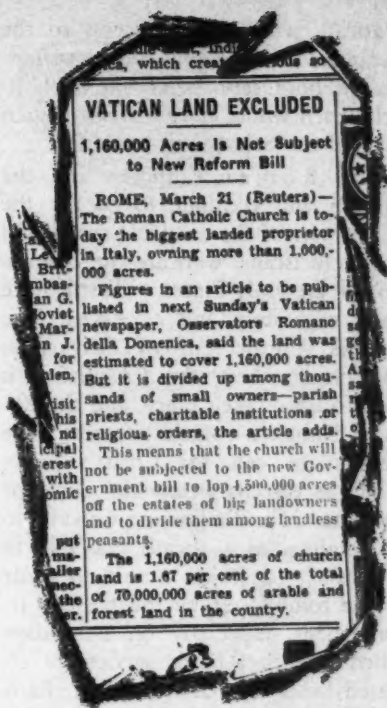 VATICAN LAND EXCLUDED
1,160,000 Acres Is Not Subject
to New Reform Bill
ROME, March 21 (Reuters)—
The Roman Catholic Church is to-
day the biggest landed proprietor
in Italy, owning more than 1,000,-
000 acres.
Figures in an article to be pub-
lished in next Sunday's Vatican
newspaper, Osservatore Romano
della Domenica, said the land was
estimated to cover 1,160,000 acres.
But it is divided up among thou-
sands of small owners—parish
priests, charitable institutions or
religious orders, the article adds.
This means that the church will
not be subjected to the new Gov-
ernment bill to lop 4,500,000 acres
off the estates of big landowners
and to divide them among landless
peasants.
The 1,160,000 acres of church
land is 1.67 per cent of the total
of 70,000,000 acres of arable and
forest land in the country.